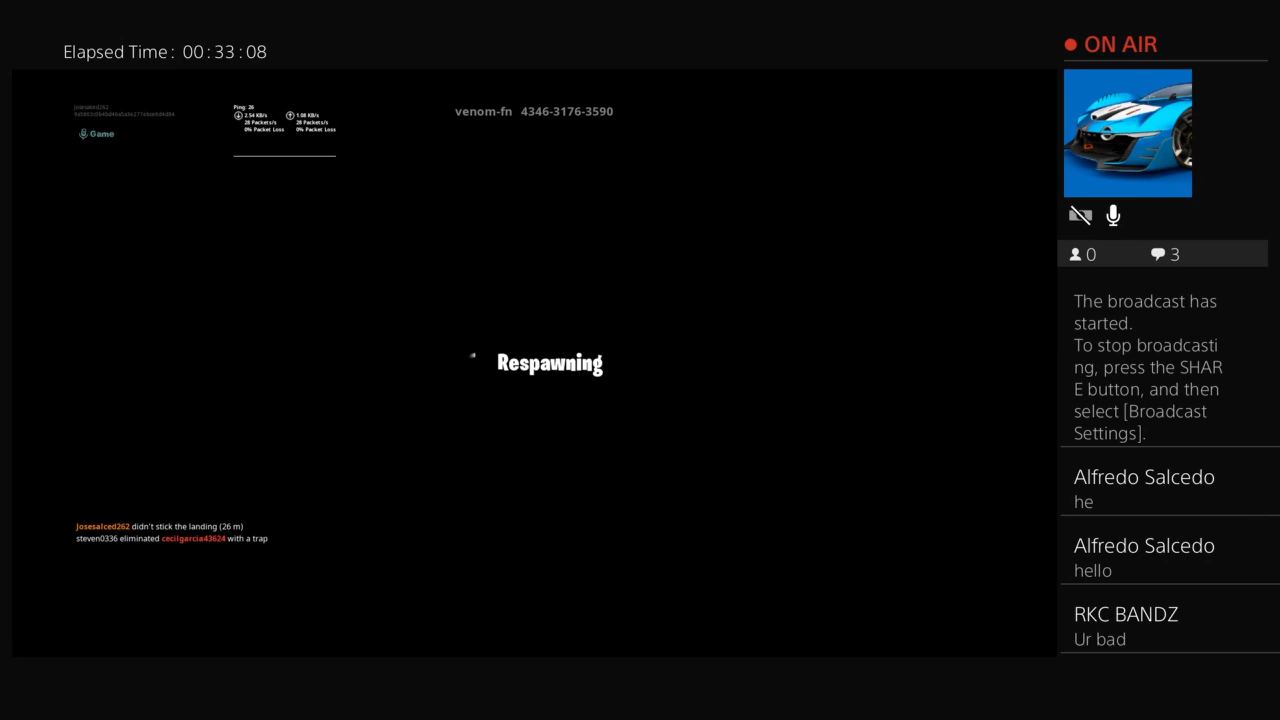 Elapsed Time: 00:33:08
ON AIR
Josesalced262
Game
Ping: 26
2.54 KB/s
28 Packets/s
0% Packet Loss
1.08 KB/s
28 Packets/s
0% Packet Loss
venom-fn 4346-3176-3590
0
3
The broadcast has
started.
To stop broadcasti
ng, press the SHAR
E button, and then
select [Broadcast
Settings].
Respawning
Alfredo Salcedo
he
Josesalced262 didn't stick the landing (26 m)
steven0336 eliminated cecilgarcia43624 with a trap
Alfredo Salcedo
hello
RKC BANDZ
Ur bad